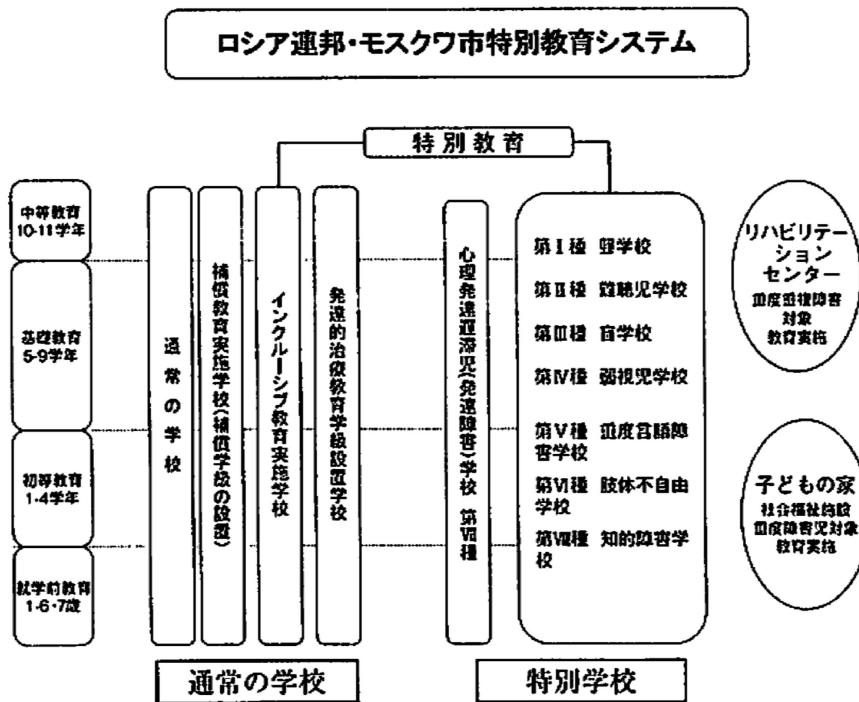 ロシア連邦・モスクワ市特別教育システム
特別教育
中等教育
10-11学年
基礎教育
5-9学年
初等教育
1-4学年
就学前教育
1-6・7歳
通常の学校
補償教育実施学校(補償学級の設置)
インクルーシブ教育実施学校
発達的治療教育学級設置学校
心理発達遅滞児(発達障害)学校 第Ⅶ種
第Ⅰ種 聾学校
第Ⅱ種 難聴児学校
第Ⅲ種 盲学校
第Ⅳ種 弱視児学校
第Ⅴ種 重度言語障
害学校
第Ⅵ種 肢体不自由
学校
第Ⅷ種 知的障害学
校
リハビリテー
ション
センター
重度重複障害
対象
教育実施
子どもの家
社会福祉施設
重度障害児対象
教育実施
通常の学校
特別学校